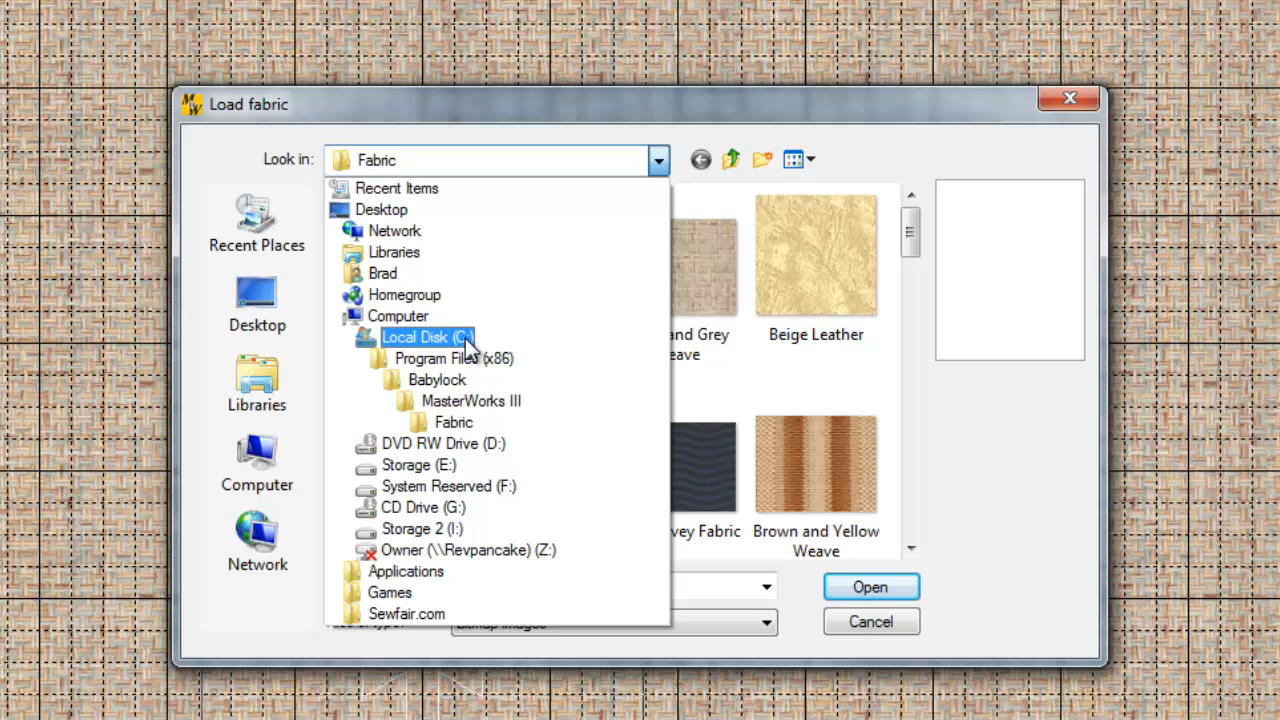 Load fabric
Look in:
Fabric
Recent Items
Desktop
Network
Libraries
Brad
Homegroup
Computer
Local Disk (C:)
Program Files (x86)
Babylock
MasterWorks III
Fabric
DVD RW Drive (D:)
Storage (E:)
System Reserved (F:)
CD Drive (G:)
Storage 2 (I:)
Owner (\\Revpancake) (Z:)
Applications
Games
Sewfair.com
Recent Places
Desktop
Libraries
Computer
Network
and Grey
Beige Leather
Brown and Yellow
Weave
Fabric
Open
Cancel